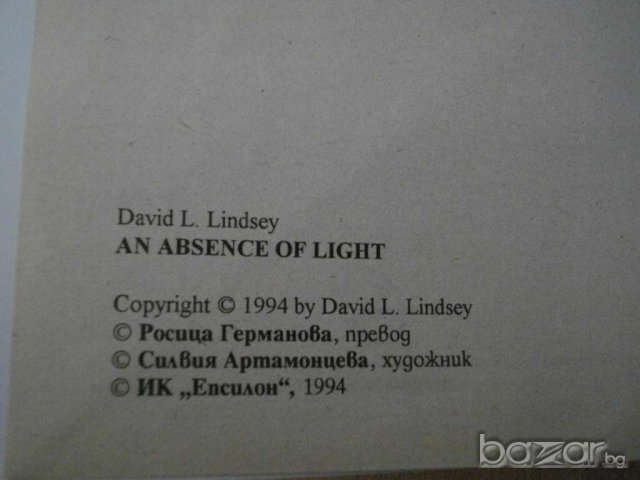 David L. Lindsey
AN ABSENCE OF LIGHT
Copyright © 1994 by David L. Lindsey
© Росица Германова, превод
© Силвия Артамонцева, художник
© ИК „Епсилон“, 1994
bazar.bg